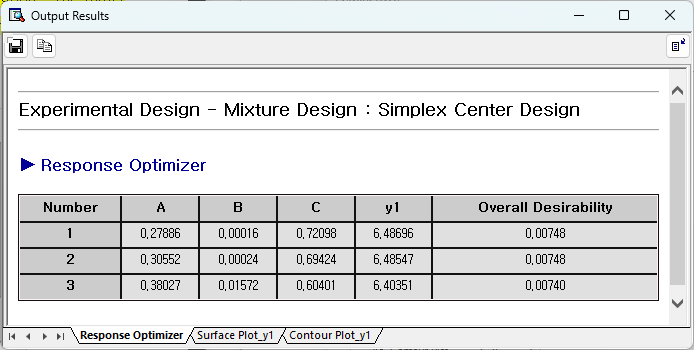 Output Results
Experimental Design - Mixture Design : Simplex Center Design
▶ Response Optimizer
Number A B C y1 Overall Desirability
1 0,27886 0,00016 0,72098 6,48696 0,00748
2 0,30552 0,00024 0,69424 6,48547 0,00748
3 0,38027 0,01572 0,60401 6,40351 0,00740
Response Optimizer Surface Plot_y1 Contour Plot_y1